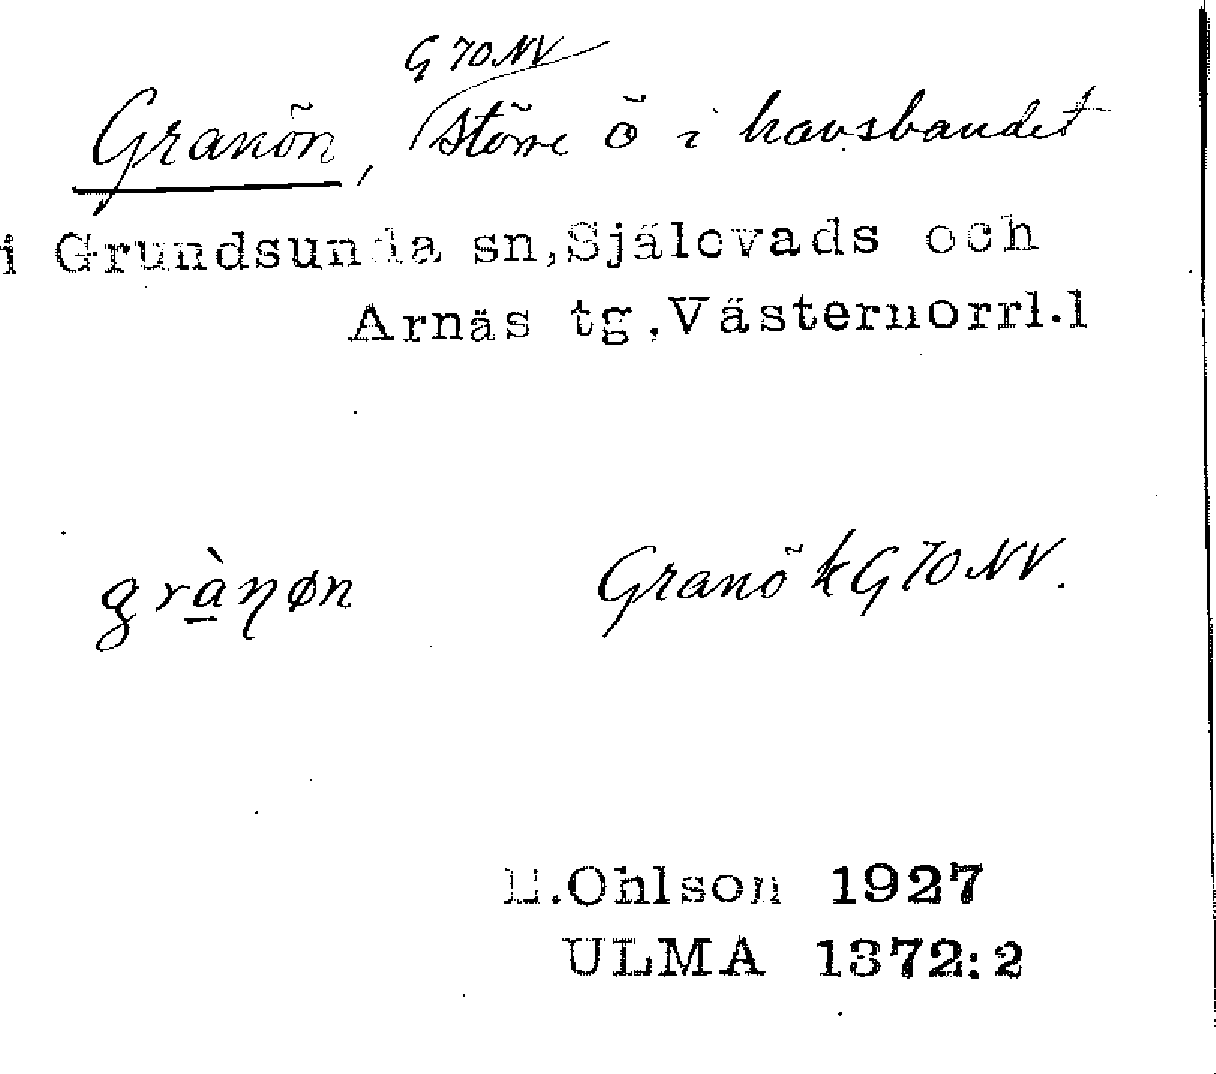 G 70 NV
Granön, större ö i havsbandet
i Grundsunda sn,Själevads och
Arnäs tg,Västernorrl.l
grànøn Granö k G 70 NV.
Ohlson 1927
ULMA 1372:2